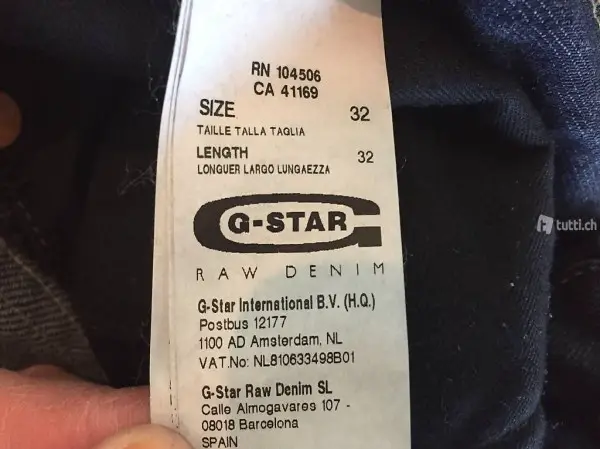 RN 104506
CA 41169
SIZE 32
TAILLE TALLA TAGLIA
LENGTH 32
LONGUER LARGO LUNGAEZZA
G-STAR
RAW DENIM
G-Star International B.V. (H.Q.)
Postbus 12177
1100 AD Amsterdam, NL
VAT.No: NL810633498B01
G-Star Raw Denim SL
Calle Almogavares 107 -
08018 Barcelona
SPAIN
tutti.ch